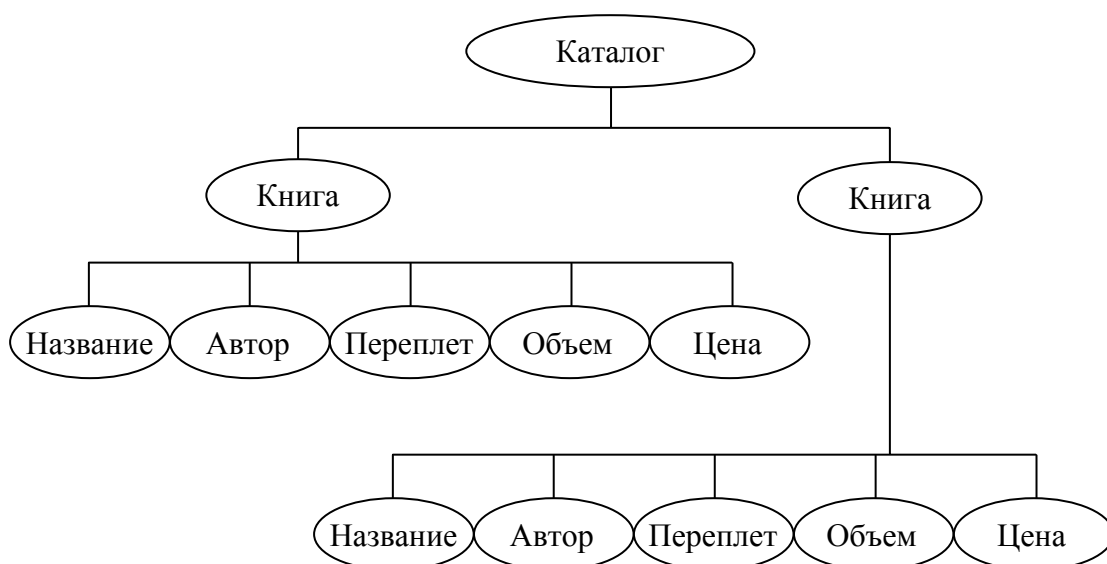 Каталог
Книга Книга
Название Автор Переплет Объем Цена
Название Автор Переплет Объем Цена